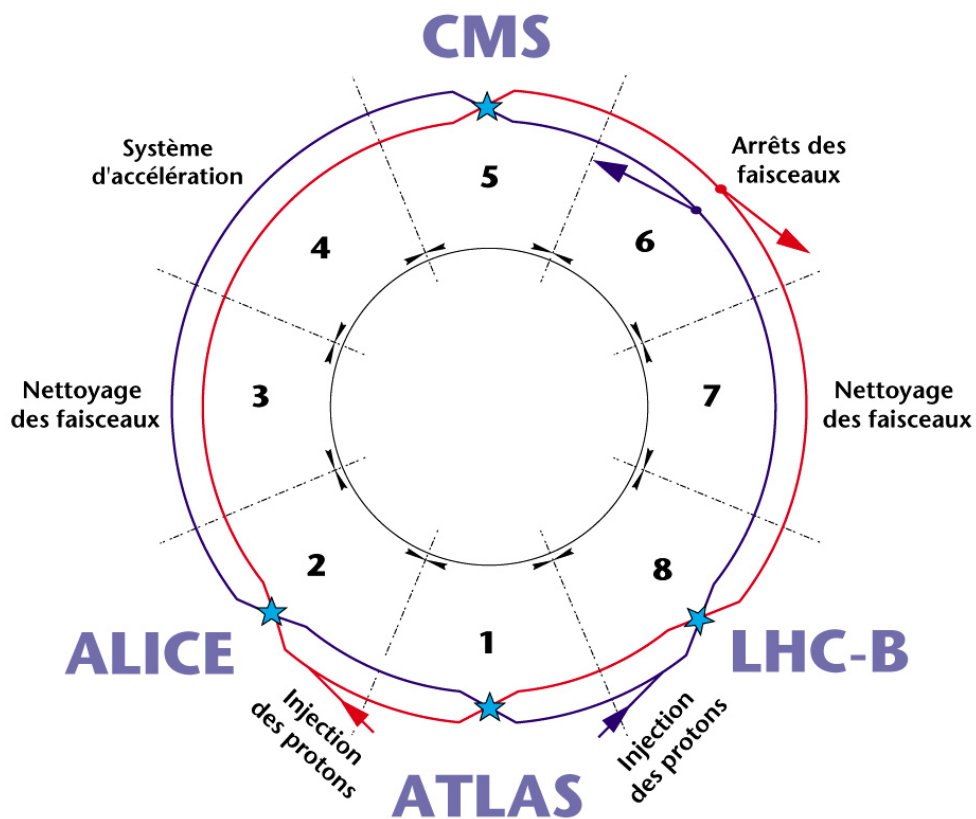 CMS
Système
d'accélération
Arrêts des
faisceaux
5
4
6
Nettoyage
des faisceaux
3
7
Nettoyage
des faisceaux
2
8
1
ALICE
LHC-B
Injection
des protons
Injection
des protons
ATLAS